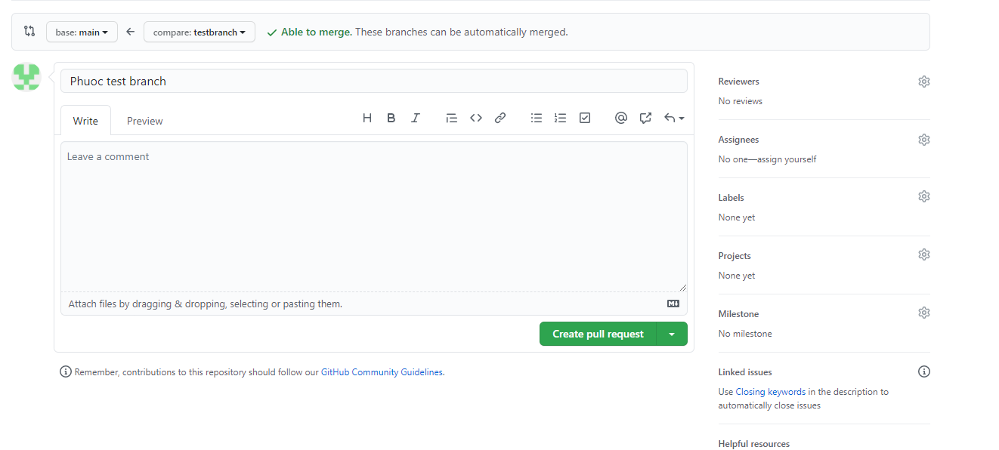 base: main compare: testbranch Able to merge. These branches can be automatically merged.
Phuoc test branch
Write Preview
Leave a comment
Attach files by dragging & dropping, selecting or pasting them.
Create pull request
Remember, contributions to this repository should follow our GitHub Community Guidelines.
Reviewers
No reviews
Assignees
No one—assign yourself
Labels
None yet
Projects
None yet
Milestone
No milestone
Linked issues
Use Closing keywords in the description to
automatically close issues
Helpful resources